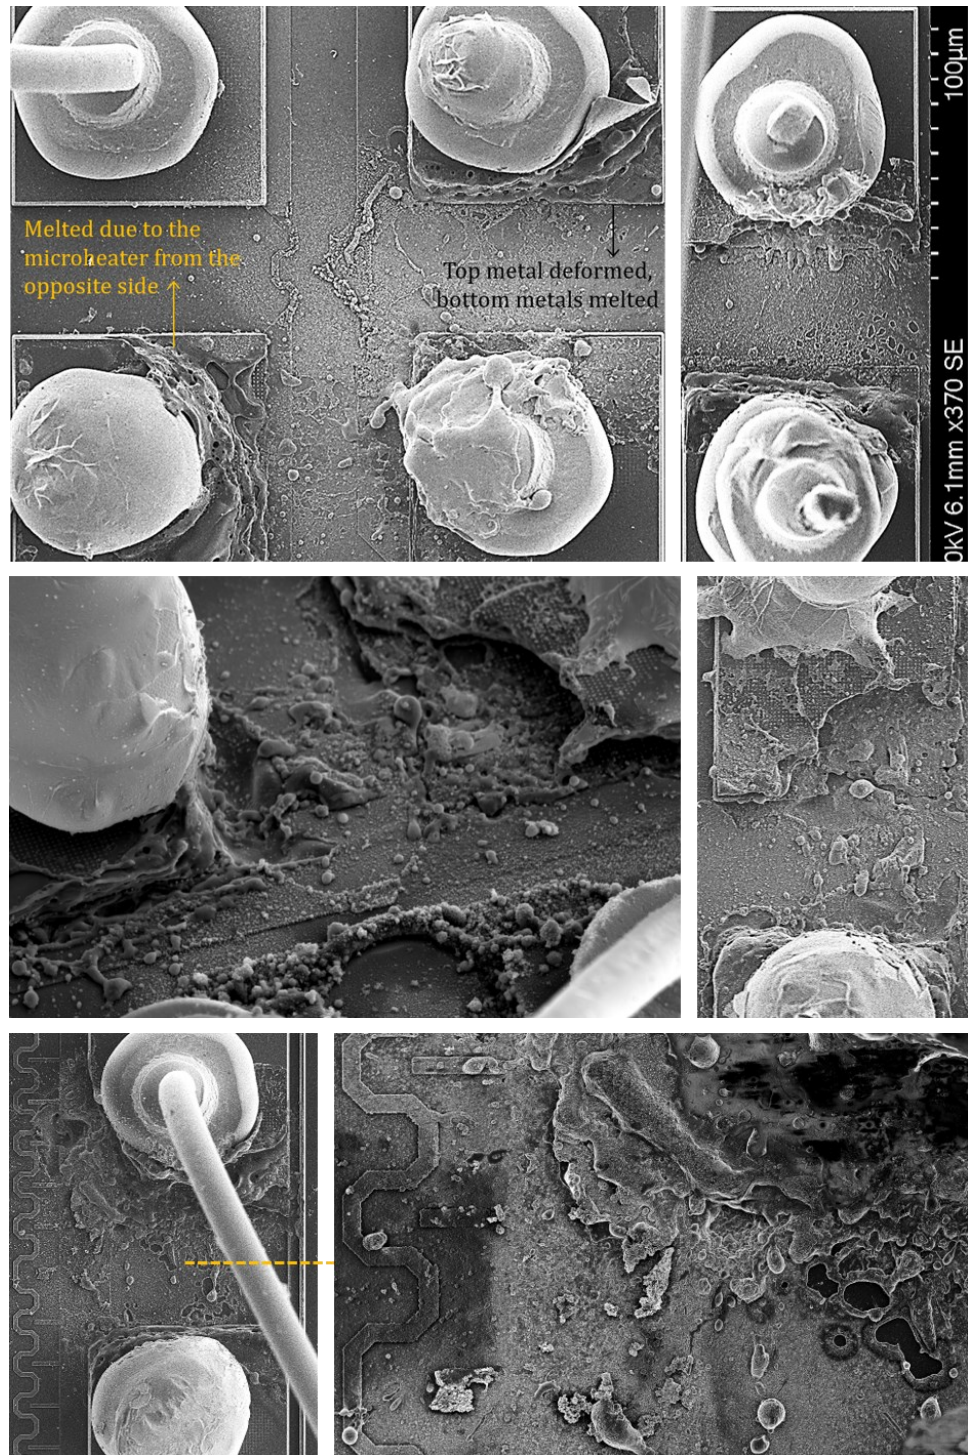 Melted due to the
microheater from the
opposite side
Top metal deformed,
bottom metals melted
100µm
0kV 6.1mm x370 SE